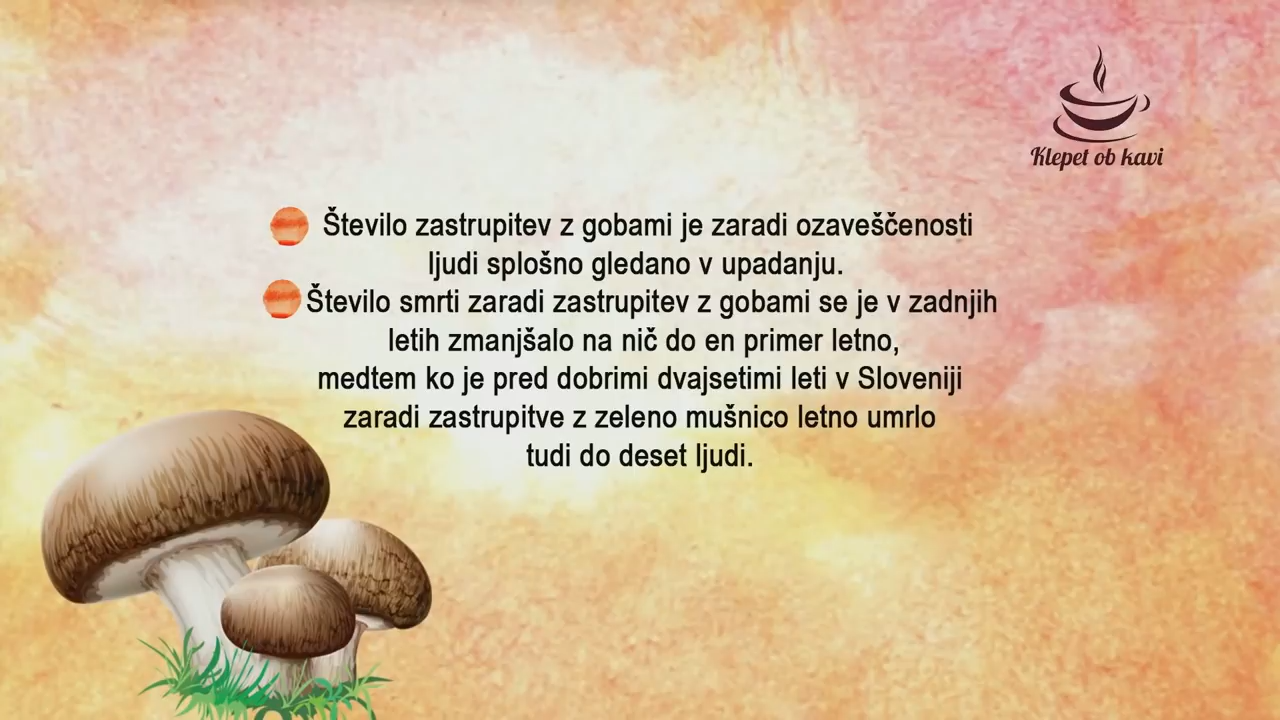 Klepet ob kavi
Število zastrupitev z gobami je zaradi ozaveščenosti
ljudi splošno gledano v upadanju.
Število smrti zaradi zastrupitev z gobami se je v zadnjih
letih zmanjšalo na nič do en primer letno,
medtem ko je pred dobrimi dvajsetimi leti v Sloveniji
zaradi zastrupitve z zeleno mušnico letno umrlo
tudi do deset ljudi.